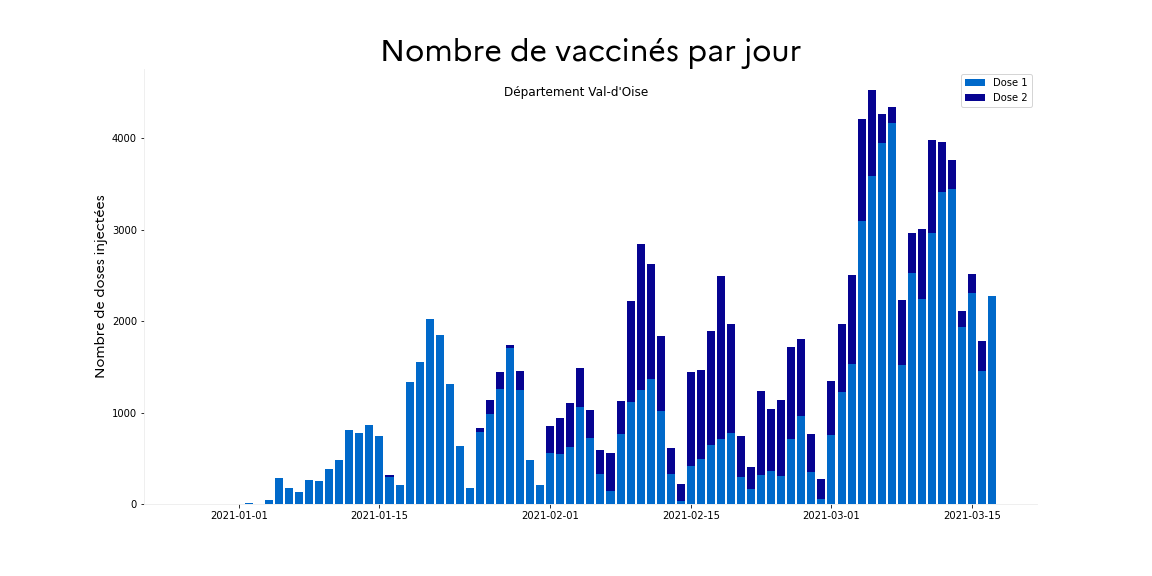 Nombre de vaccinés par jour
Département Val-d'Oise
Dose 1
Dose 2
Nombre de doses injectées
4000
3000
2000
1000
0
2021-01-01
2021-01-15
2021-02-01
2021-02-15
2021-03-01
2021-03-15